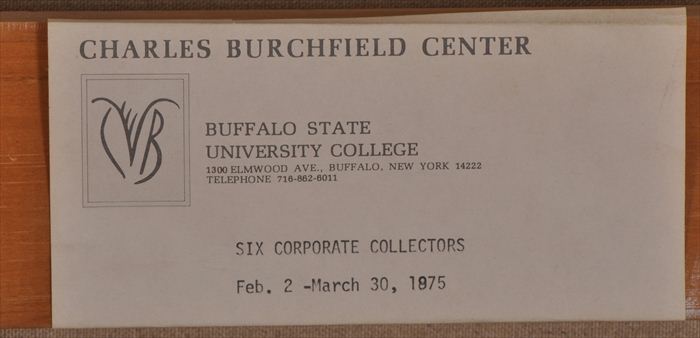 CHARLES BURCHFIELD CENTER
CWB
BUFFALO STATE
UNIVERSITY COLLEGE
1300 ELMWOOD AVE., BUFFALO, NEW YORK 14222
TELEPHONE 716-862-6011
SIX CORPORATE COLLECTORS
Feb. 2 -March 30, 1975